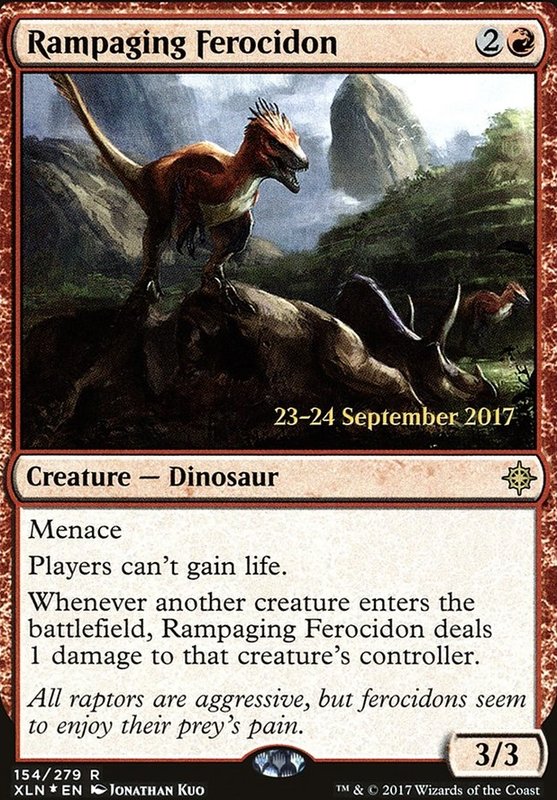 Rampaging Ferocidon 2
23-24 September 2017
Creature — Dinosaur
Menace
Players can't gain life.
Whenever another creature enters the
battlefield, Rampaging Ferocidon deals
1 damage to that creature's controller.
All raptors are aggressive, but ferocidons seem
to enjoy their prey's pain.
3/3
154/279 R
XLN★EN Jonathan Kuo
™ & © 2017 Wizards of the Coast